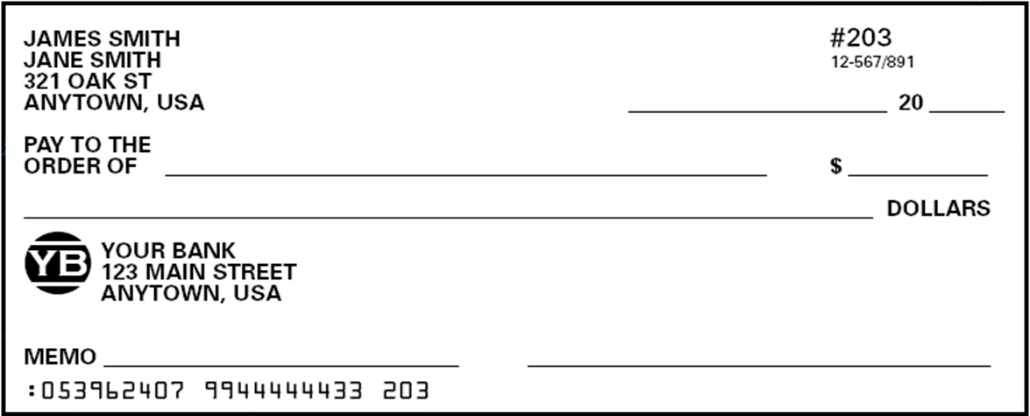 JAMES SMITH
JANE SMITH
321 OAK ST
ANYTOWN, USA
#203
12-567/891
20
PAY TO THE
ORDER OF
$
DOLLARS
YB
YOUR BANK
123 MAIN STREET
ANYTOWN, USA
MEMO
:053962407 9944444433 203